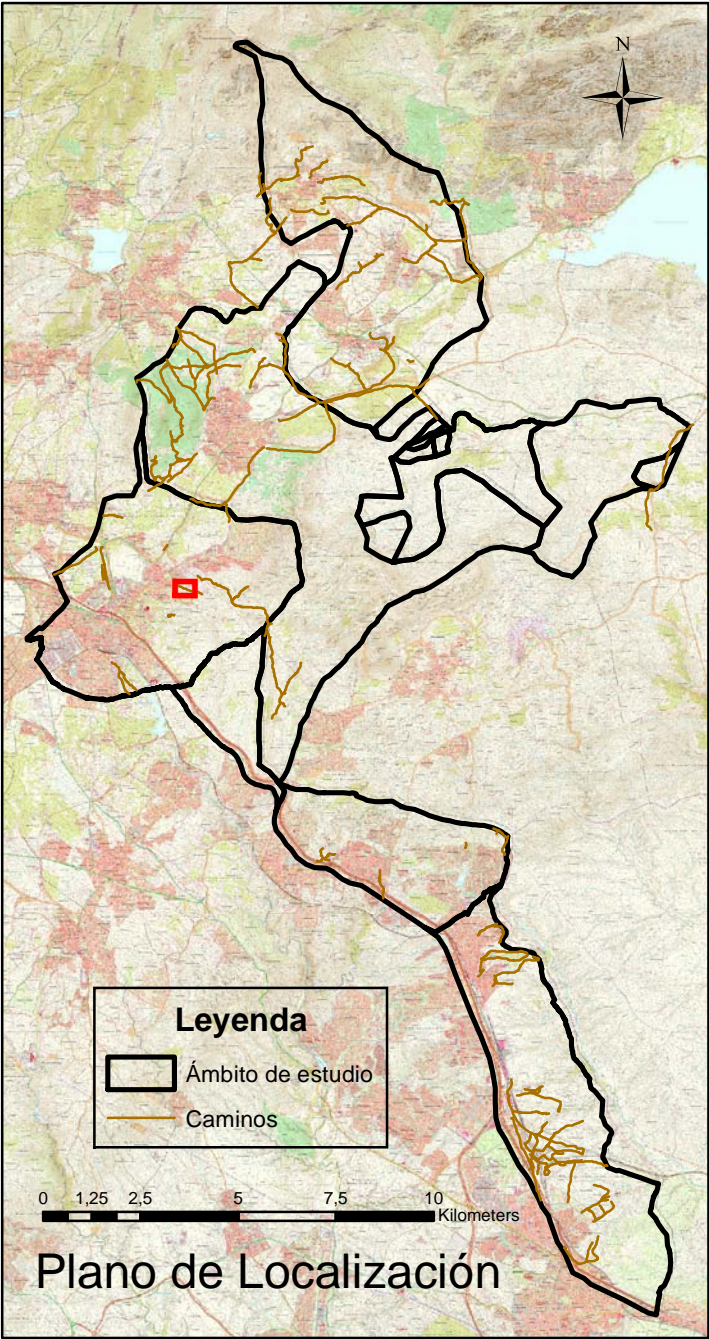 N
Leyenda
Ámbito de estudio
Caminos
0 1,25 2,5 5 7,5 10
Kilometers
Plano de Localización